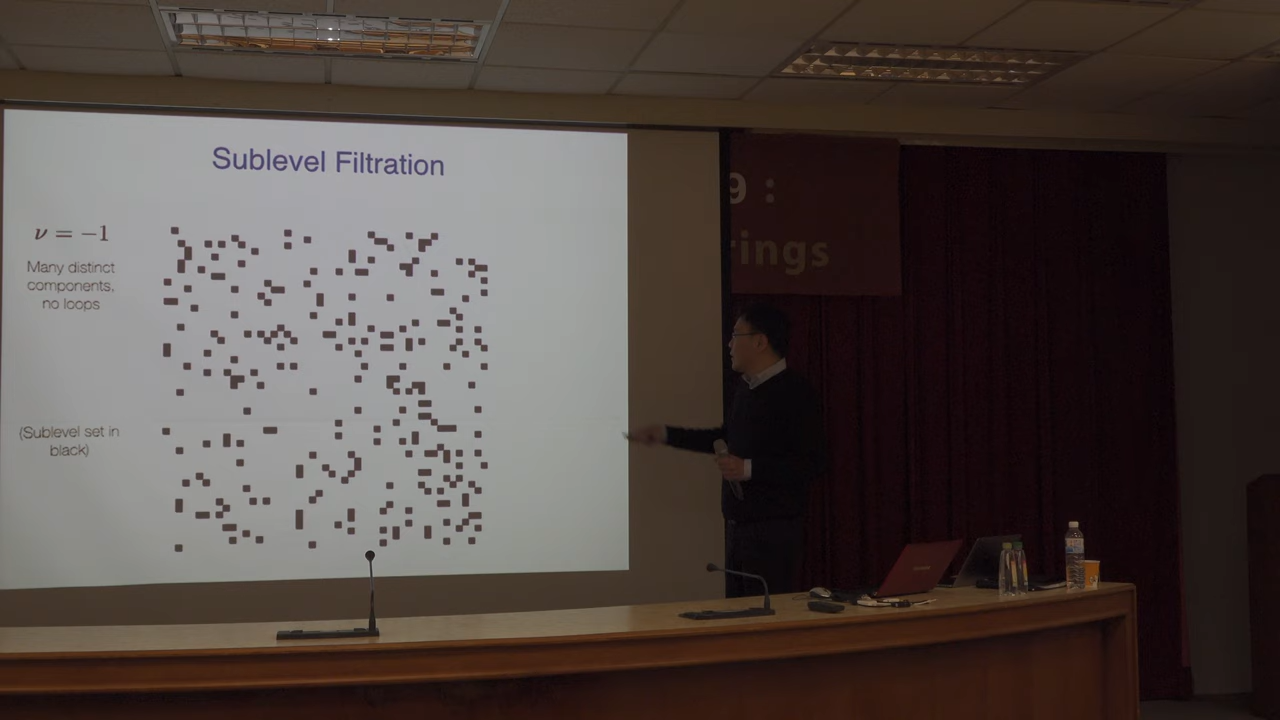 Sublevel Filtration
ν = −1
Many distinct
components,
no loops
(Sublevel set in
black)
9 :
rings